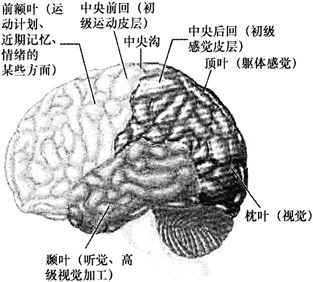 前额叶（运
动计划、
近期记忆、
情绪的
某些方面）
中央前回（初
级运动皮层）
中央沟
中央后回（初级
感觉皮层）
顶叶（躯体感觉）
枕叶（视觉）
颞叶（听觉、高
级视觉加工）